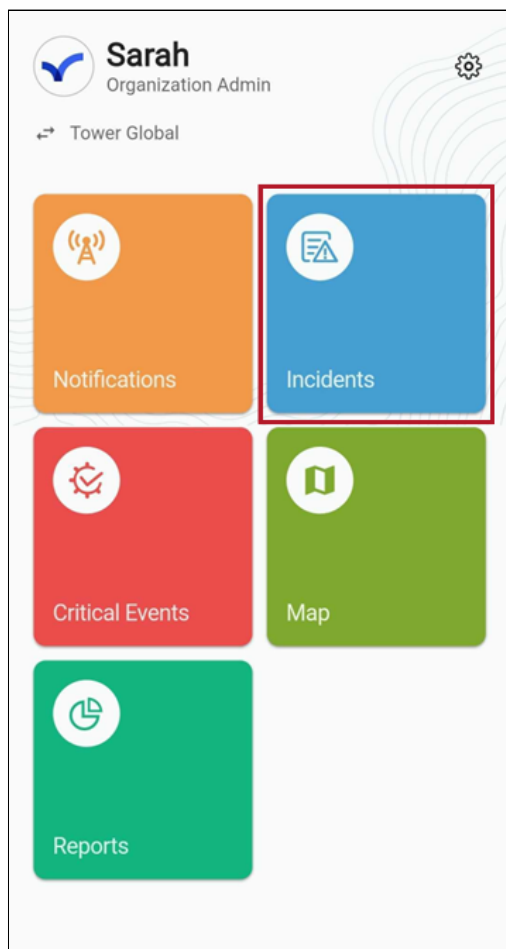 Sarah
Organization Admin
Tower Global
Notifications
Incidents
Critical Events
Map
Reports